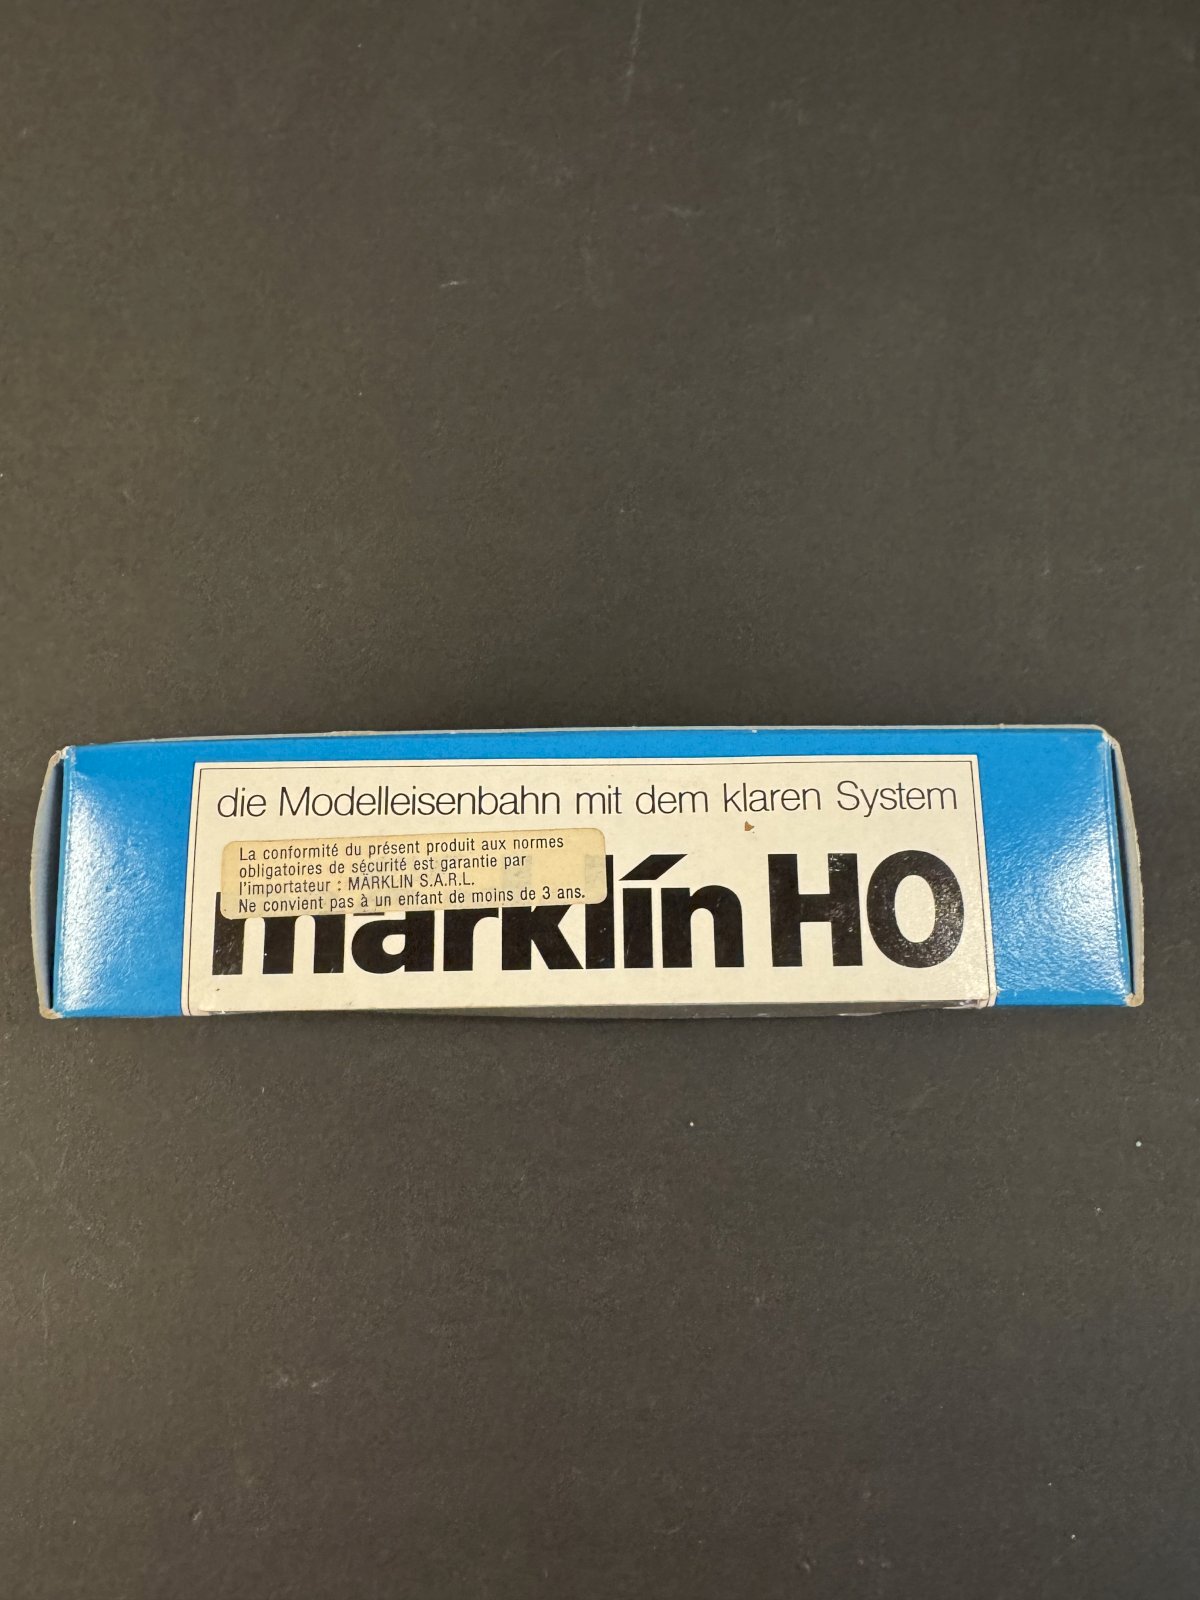 die Modelleisenbahn mit dem klaren System
La conformité du présent produit aux normes
obligatoires de sécurité est garantie par
l'importateur : MÄRKLIN S.A.R.L.
Ne convient pas à un enfant de moins de 3 ans.
märklin HO